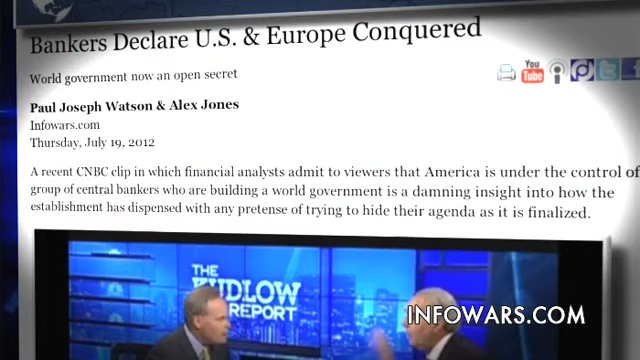 Bankers Declare U.S. & Europe Conquered
World government now an open secret
You
Tube
Paul Joseph Watson & Alex Jones
Infowars.com
Thursday, July 19, 2012
A recent CNBC clip in which financial analysts admit to viewers that America is under the control of
group of central bankers who are building a world government is a damning insight into how the
establishment has dispensed with any pretense of trying to hide their agenda as it is finalized.
THE
KUDLOW
REPORT
INFOWARS.COM